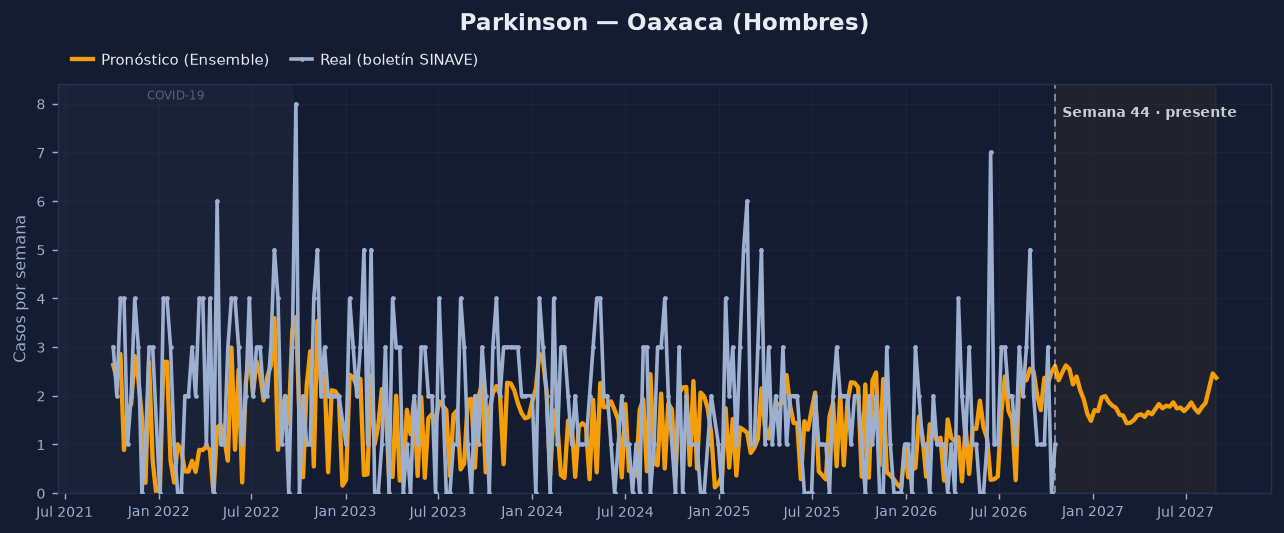 Parkinson — Oaxaca (Hombres)
Pronóstico (Ensemble) Real (boletín SINAVE)
COVID-19
Semana 44 · presente
Casos por semana
8
7
6
5
4
3
2
1
0
Jul 2021 Jan 2022 Jul 2022 Jan 2023 Jul 2023 Jan 2024 Jul 2024 Jan 2025 Jul 2025 Jan 2026 Jul 2026 Jan 2027 Jul 2027